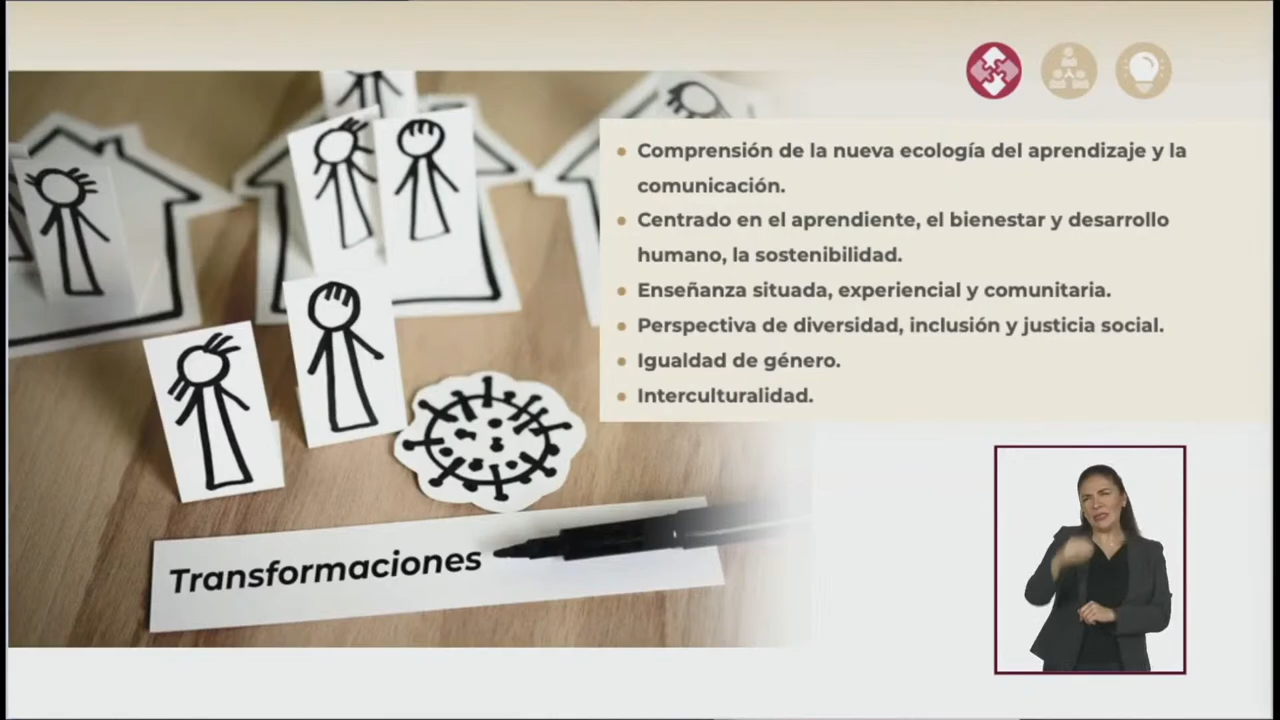 Comprensión de la nueva ecología del aprendizaje y la
comunicación.
Centrado en el aprendiente, el bienestar y desarrollo
humano, la sostenibilidad.
Enseñanza situada, experiencial y comunitaria.
Perspectiva de diversidad, inclusión y justicia social.
Igualdad de género.
Interculturalidad.
Transformaciones